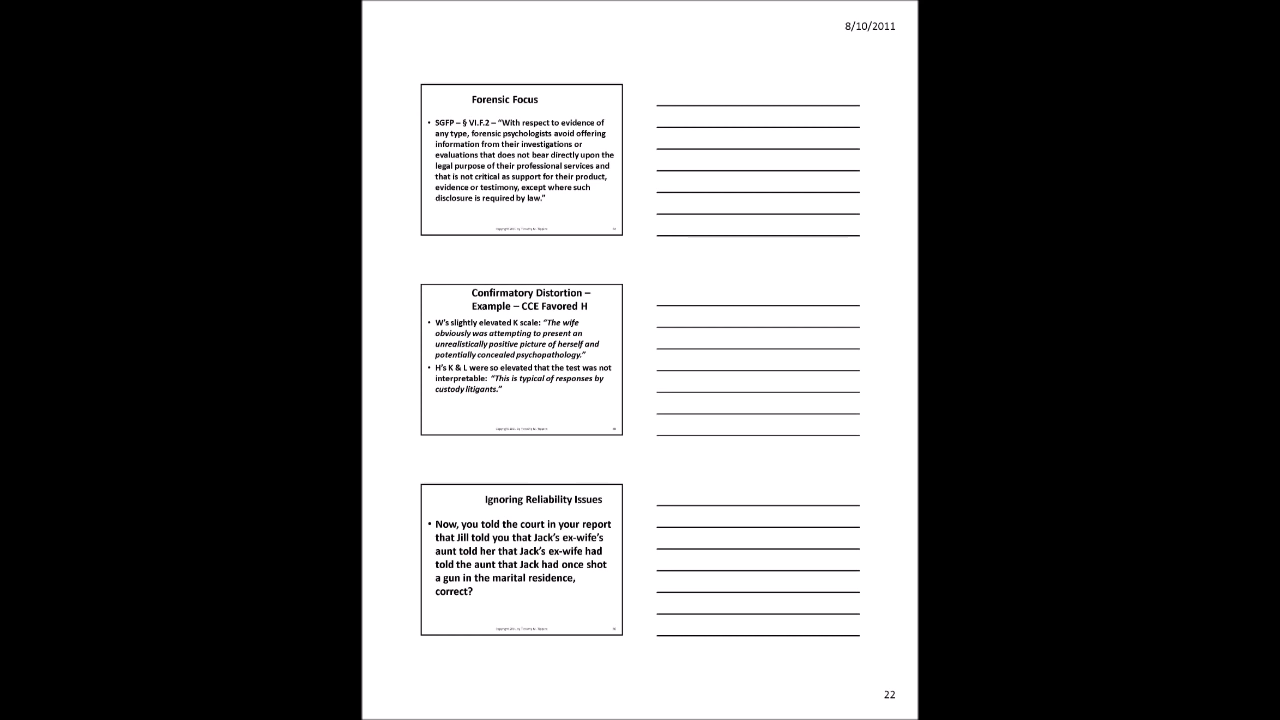 8/10/2011
Forensic Focus
• SGFP – § VI.F.2 – “With respect to evidence of
any type, forensic psychologists avoid offering
information from their investigations or
evaluations that does not bear directly upon the
legal purpose of their professional services and
that is not critical as support for their product,
evidence or testimony, except where such
disclosure is required by law.”
Confirmatory Distortion –
Example – CCE Favored H
• W’s slightly elevated K scale: “The wife
obviously was attempting to present an
unrealistically positive picture of herself and
potentially concealed psychopathology.”
• H’s K & L were so elevated that the test was not
interpretable: “This is typical of responses by
custody litigants.”
Ignoring Reliability Issues
• Now, you told the court in your report
that Jill told you that Jack’s ex-wife’s
aunt told her that Jack’s ex-wife had
told the aunt that Jack had once shot
a gun in the marital residence,
correct?
22